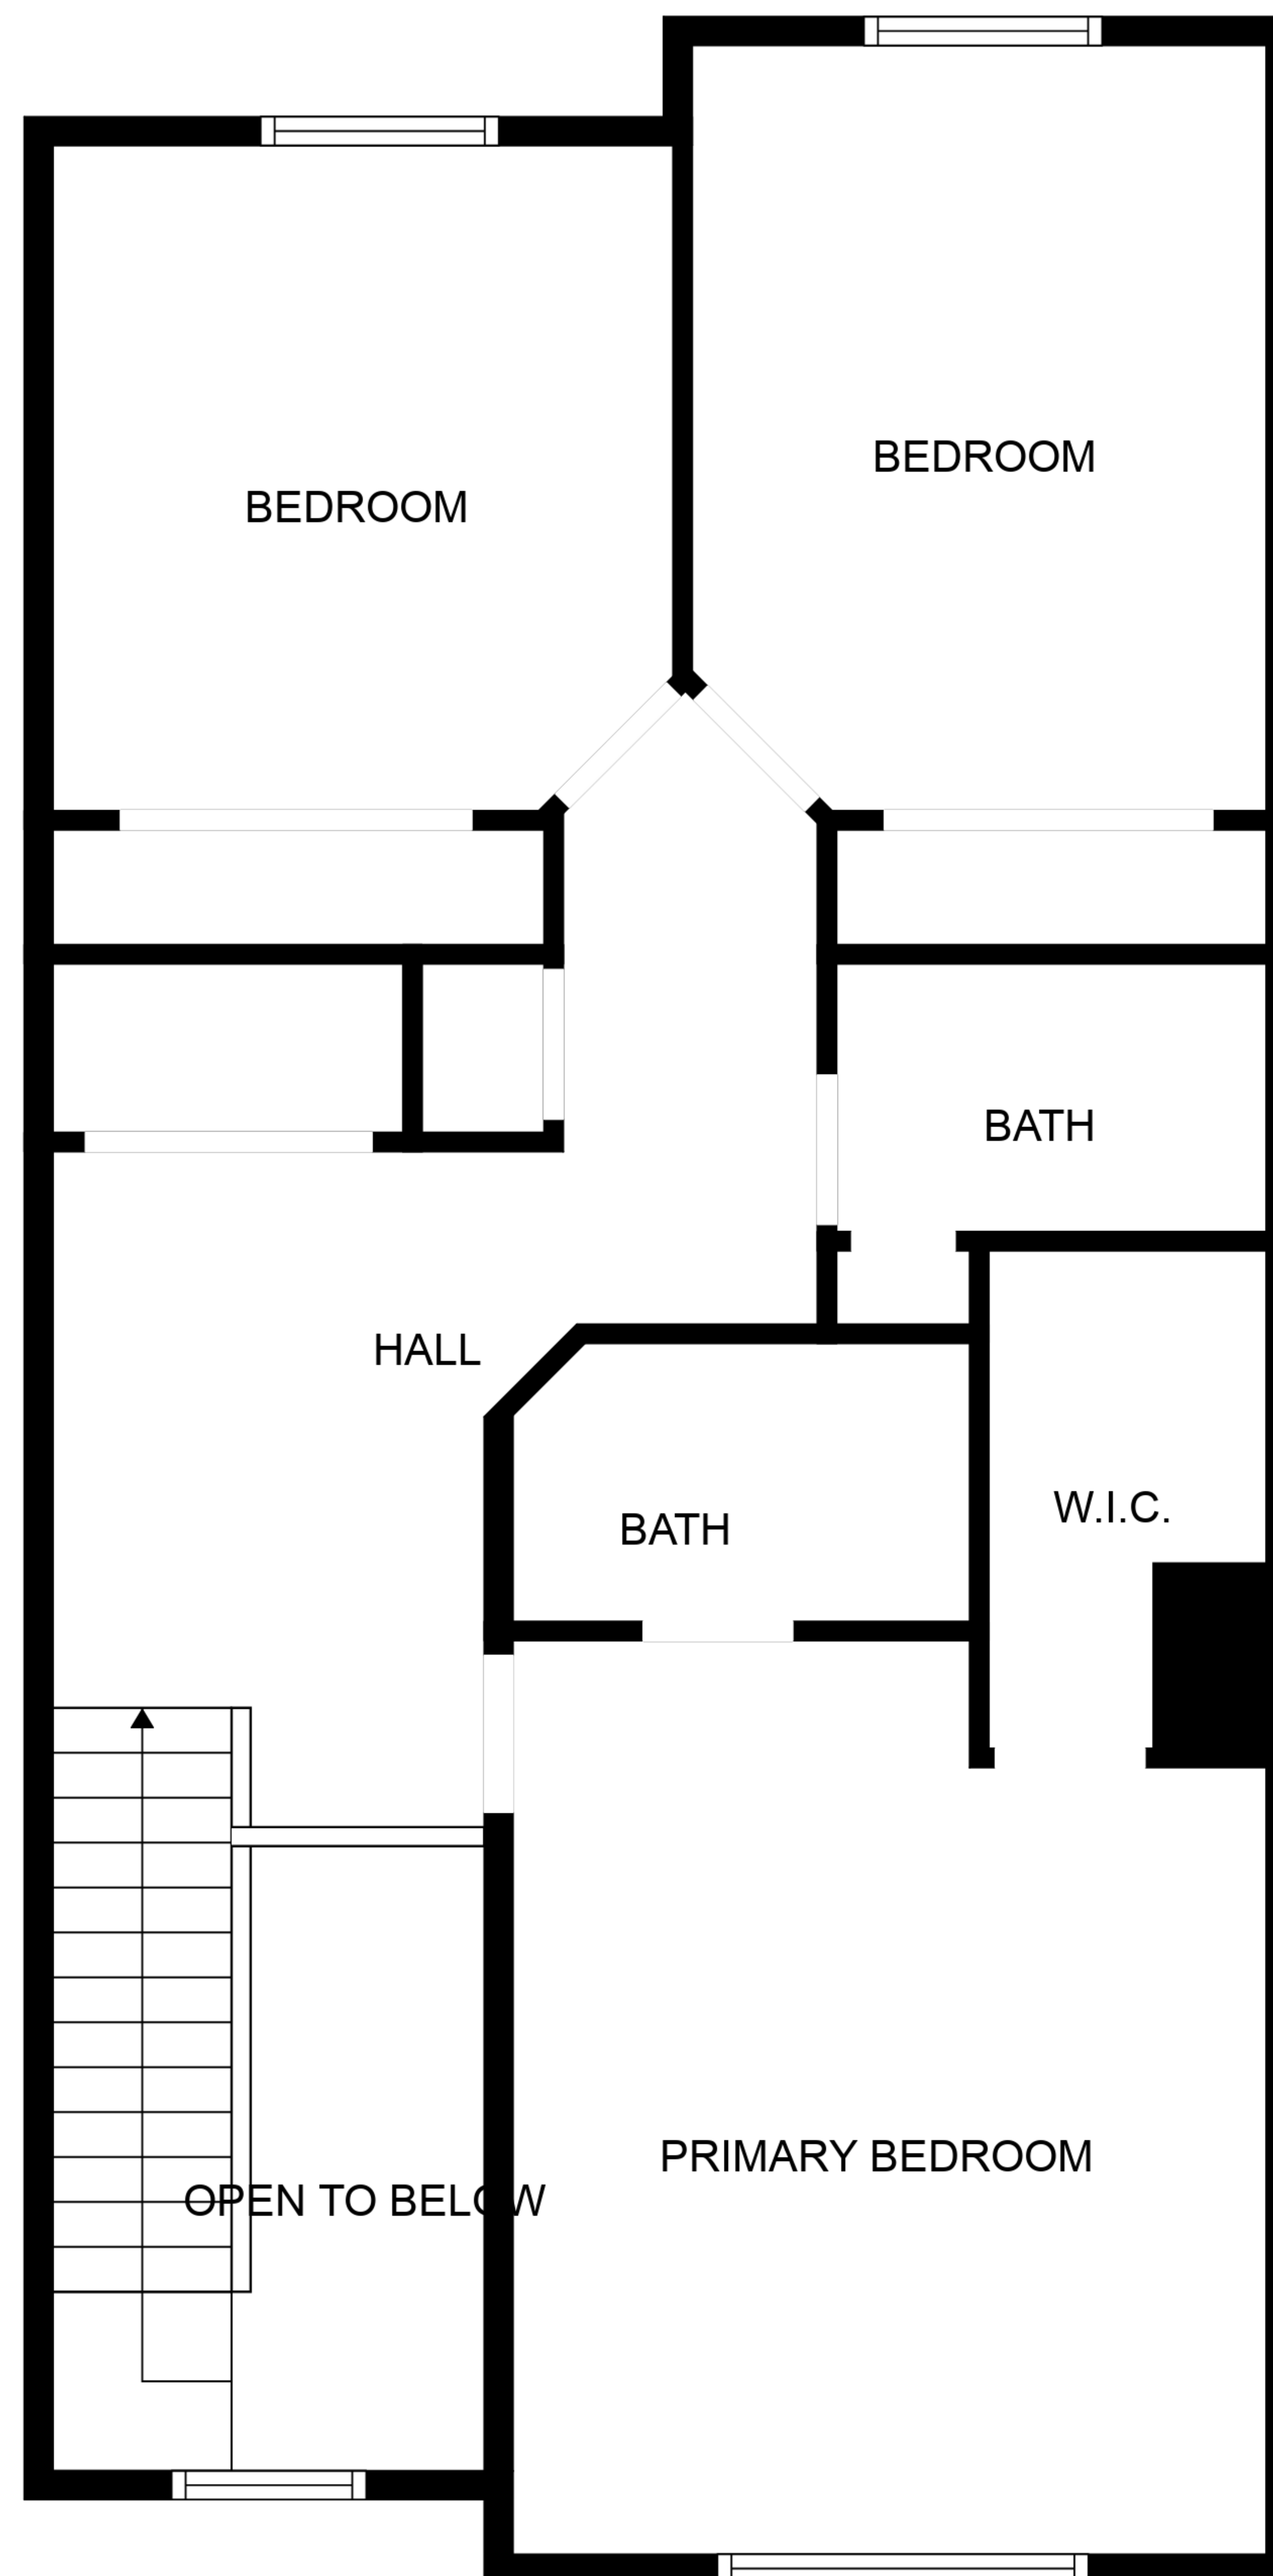 BEDROOM
BEDROOM
BATH
HALL
W.I.C.
BATH
PRIMARY BEDROOM
OPEN TO BELOW